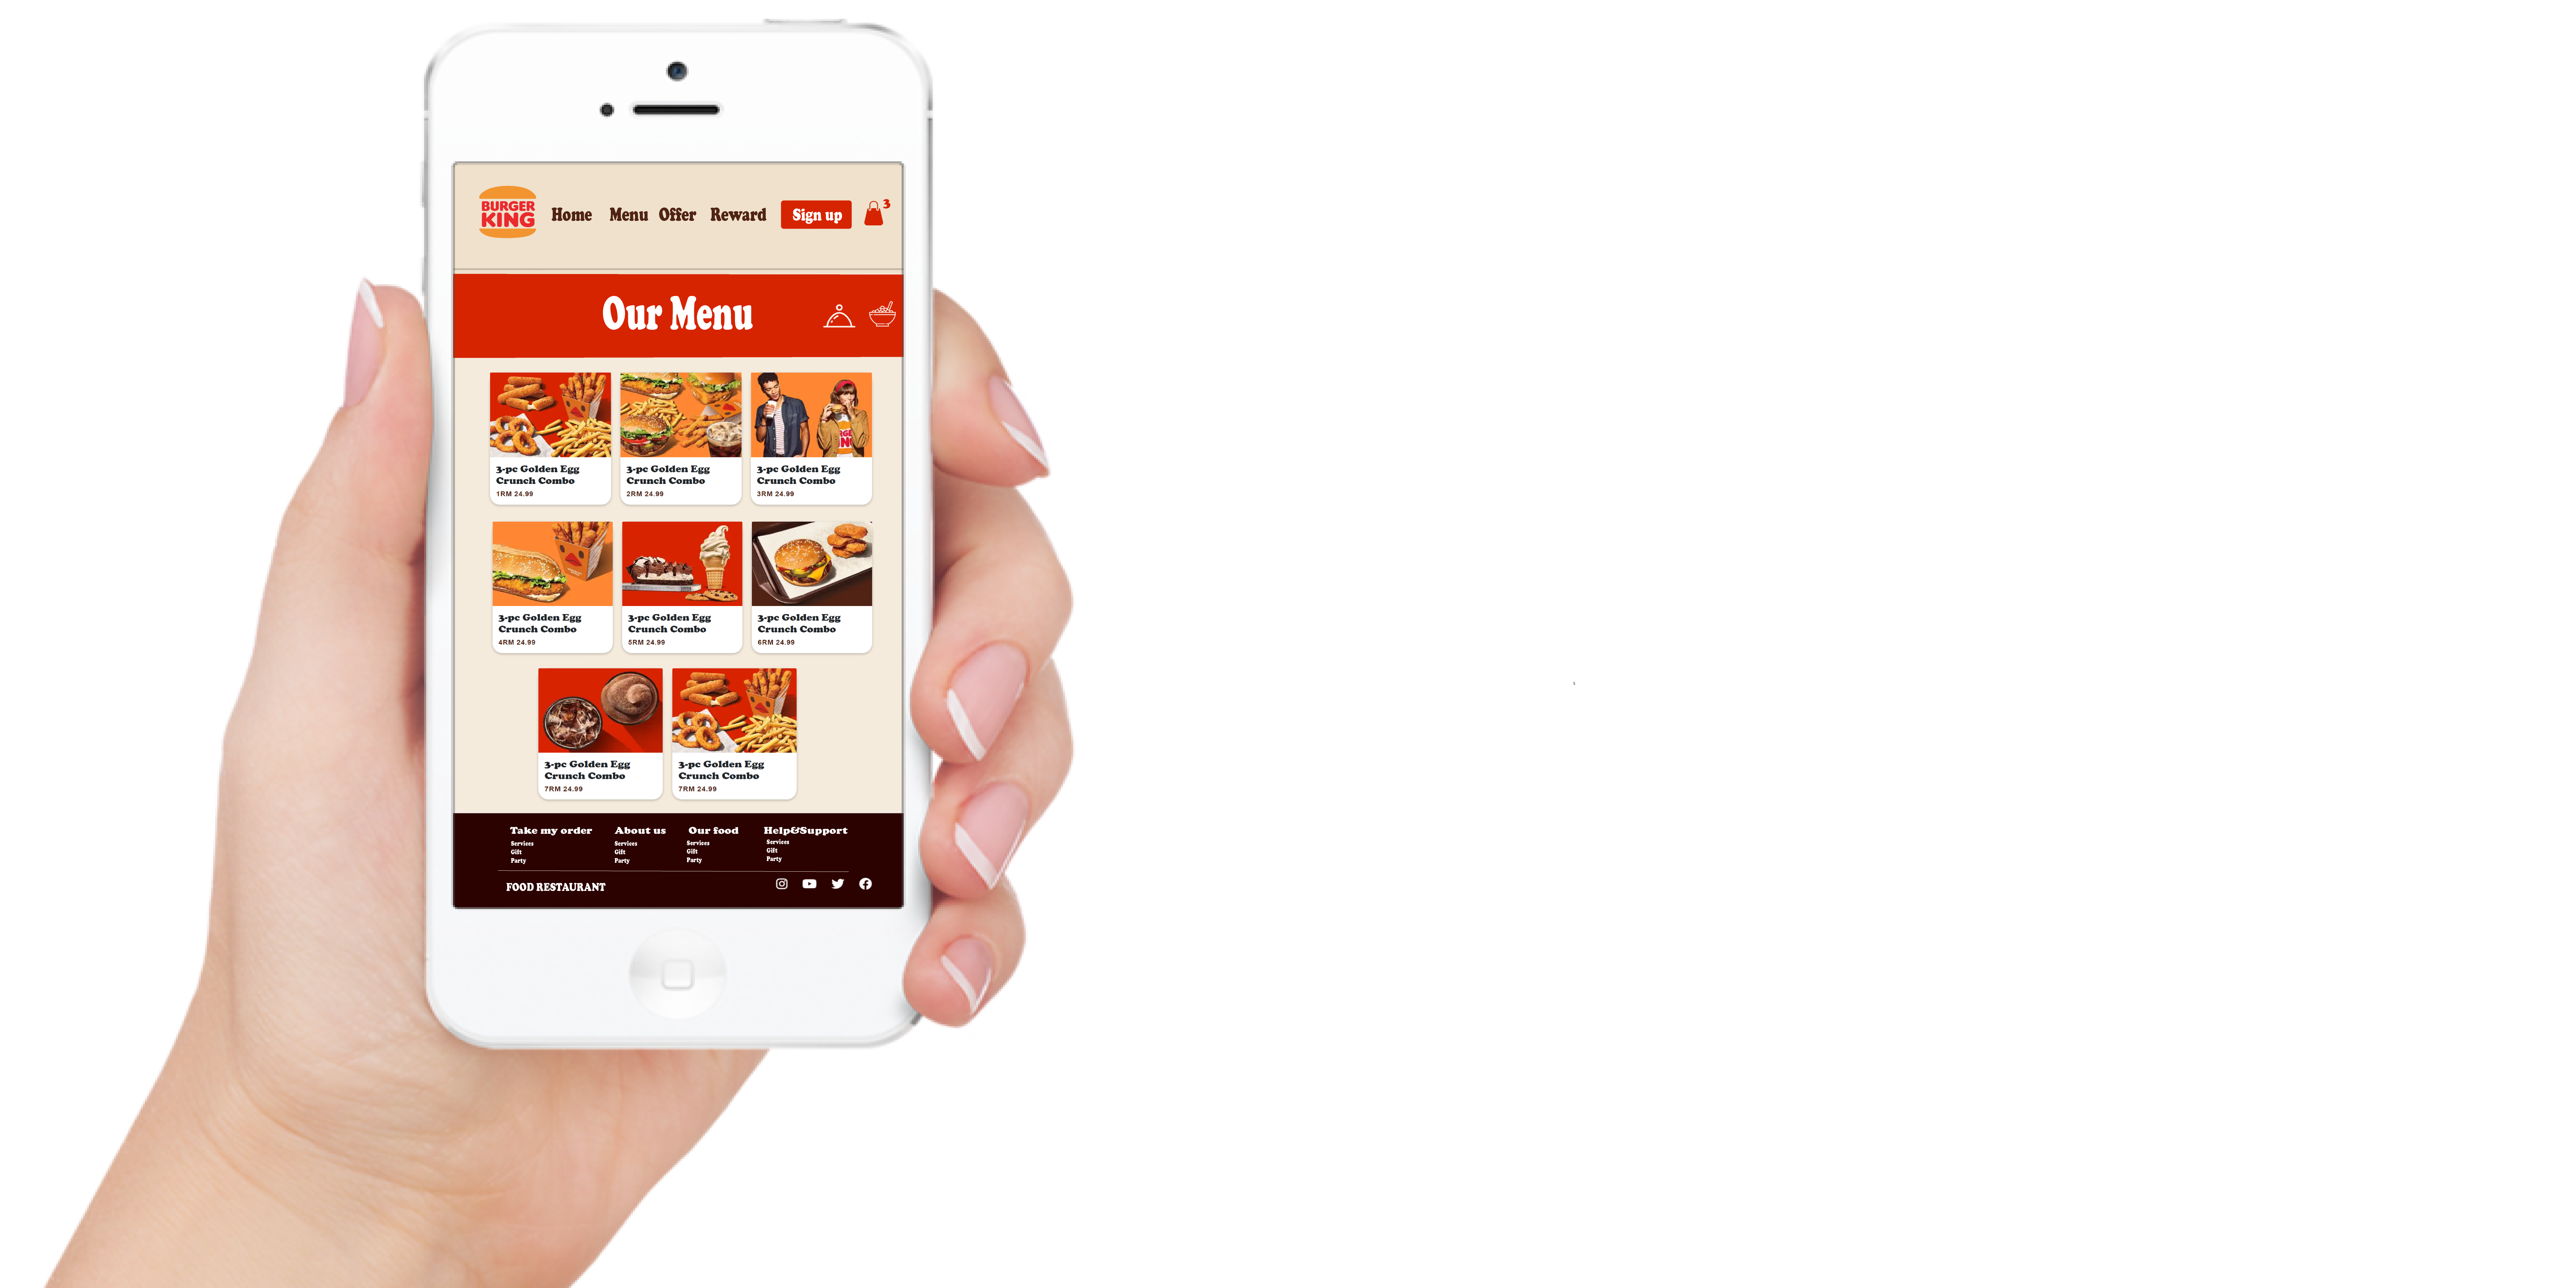 BURGER
KING
Home Menu Offer Reward Sign up 3
Our Menu
3-pc Golden Egg
Crunch Combo
1RM 24.99
3-pc Golden Egg
Crunch Combo
2RM 24.99
3-pc Golden Egg
Crunch Combo
3RM 24.99
3-pc Golden Egg
Crunch Combo
4RM 24.99
3-pc Golden Egg
Crunch Combo
5RM 24.99
3-pc Golden Egg
Crunch Combo
6RM 24.99
3-pc Golden Egg
Crunch Combo
7RM 24.99
3-pc Golden Egg
Crunch Combo
7RM 24.99
Take my order
Services
Gift
Party
About us
Services
Gift
Party
Our food
Services
Gift
Party
Help&Support
Services
Gift
Party
FOOD RESTAURANT